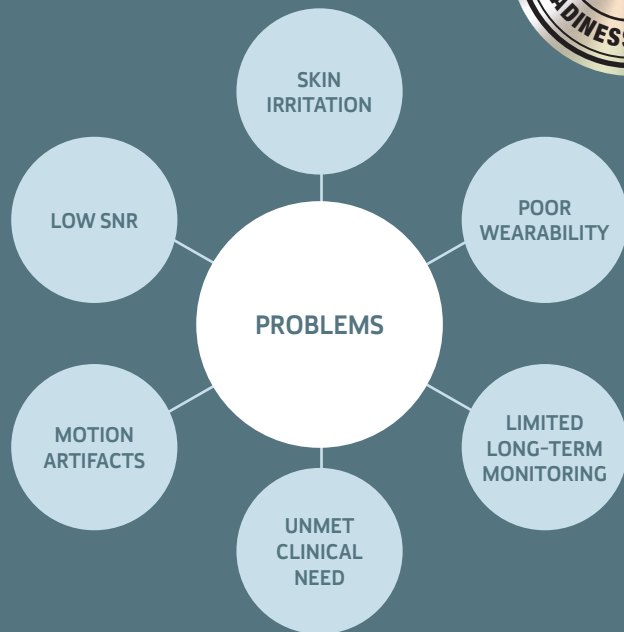 SKIN
IRRITATION
LOW SNR
POOR
WEARABILITY
PROBLEMS
MOTION
ARTIFACTS
LIMITED
LONG-TERM
MONITORING
UNMET
CLINICAL
NEED